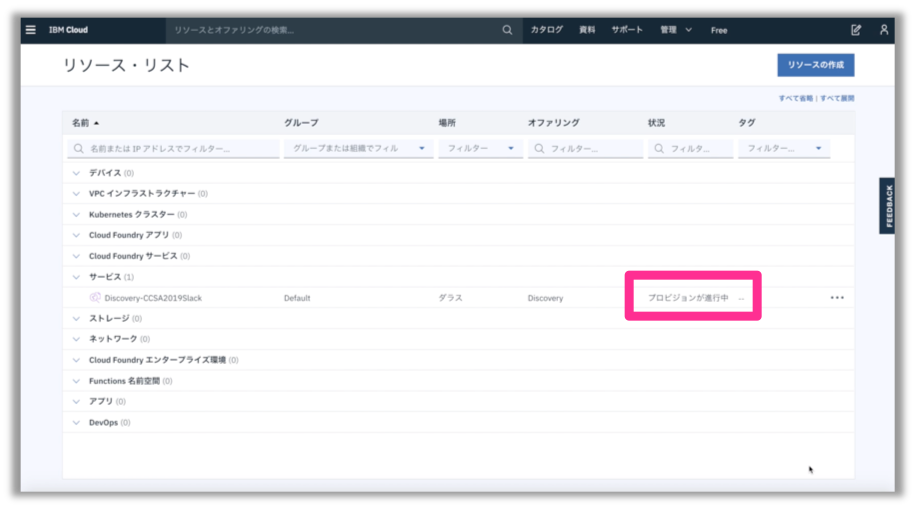 IBM Cloud リソースとオファリングの検索... カタログ 資料 サポート 管理 Free
リソース・リスト リソースの作成
すべて省略 | すべて展開
名前 グループ 場所 オファリング 状況 タグ
名前または IP アドレスでフィルター... グループまたは組織でフィル フィルター フィルター... フィルタ... フィルター...
デバイス (0)
VPC インフラストラクチャー (0)
FEEDBACK
Kubernetes クラスター (0)
Cloud Foundry アプリ (0)
Cloud Foundry サービス (0)
サービス (1)
Discovery-CCSA2019Slack Default ダラス Discovery プロビジョンが進行中 ...
ストレージ (0)
ネットワーク (0)
Cloud Foundry エンタープライズ環境 (0)
Functions 名前空間 (0)
アプリ (0)
DevOps (0)